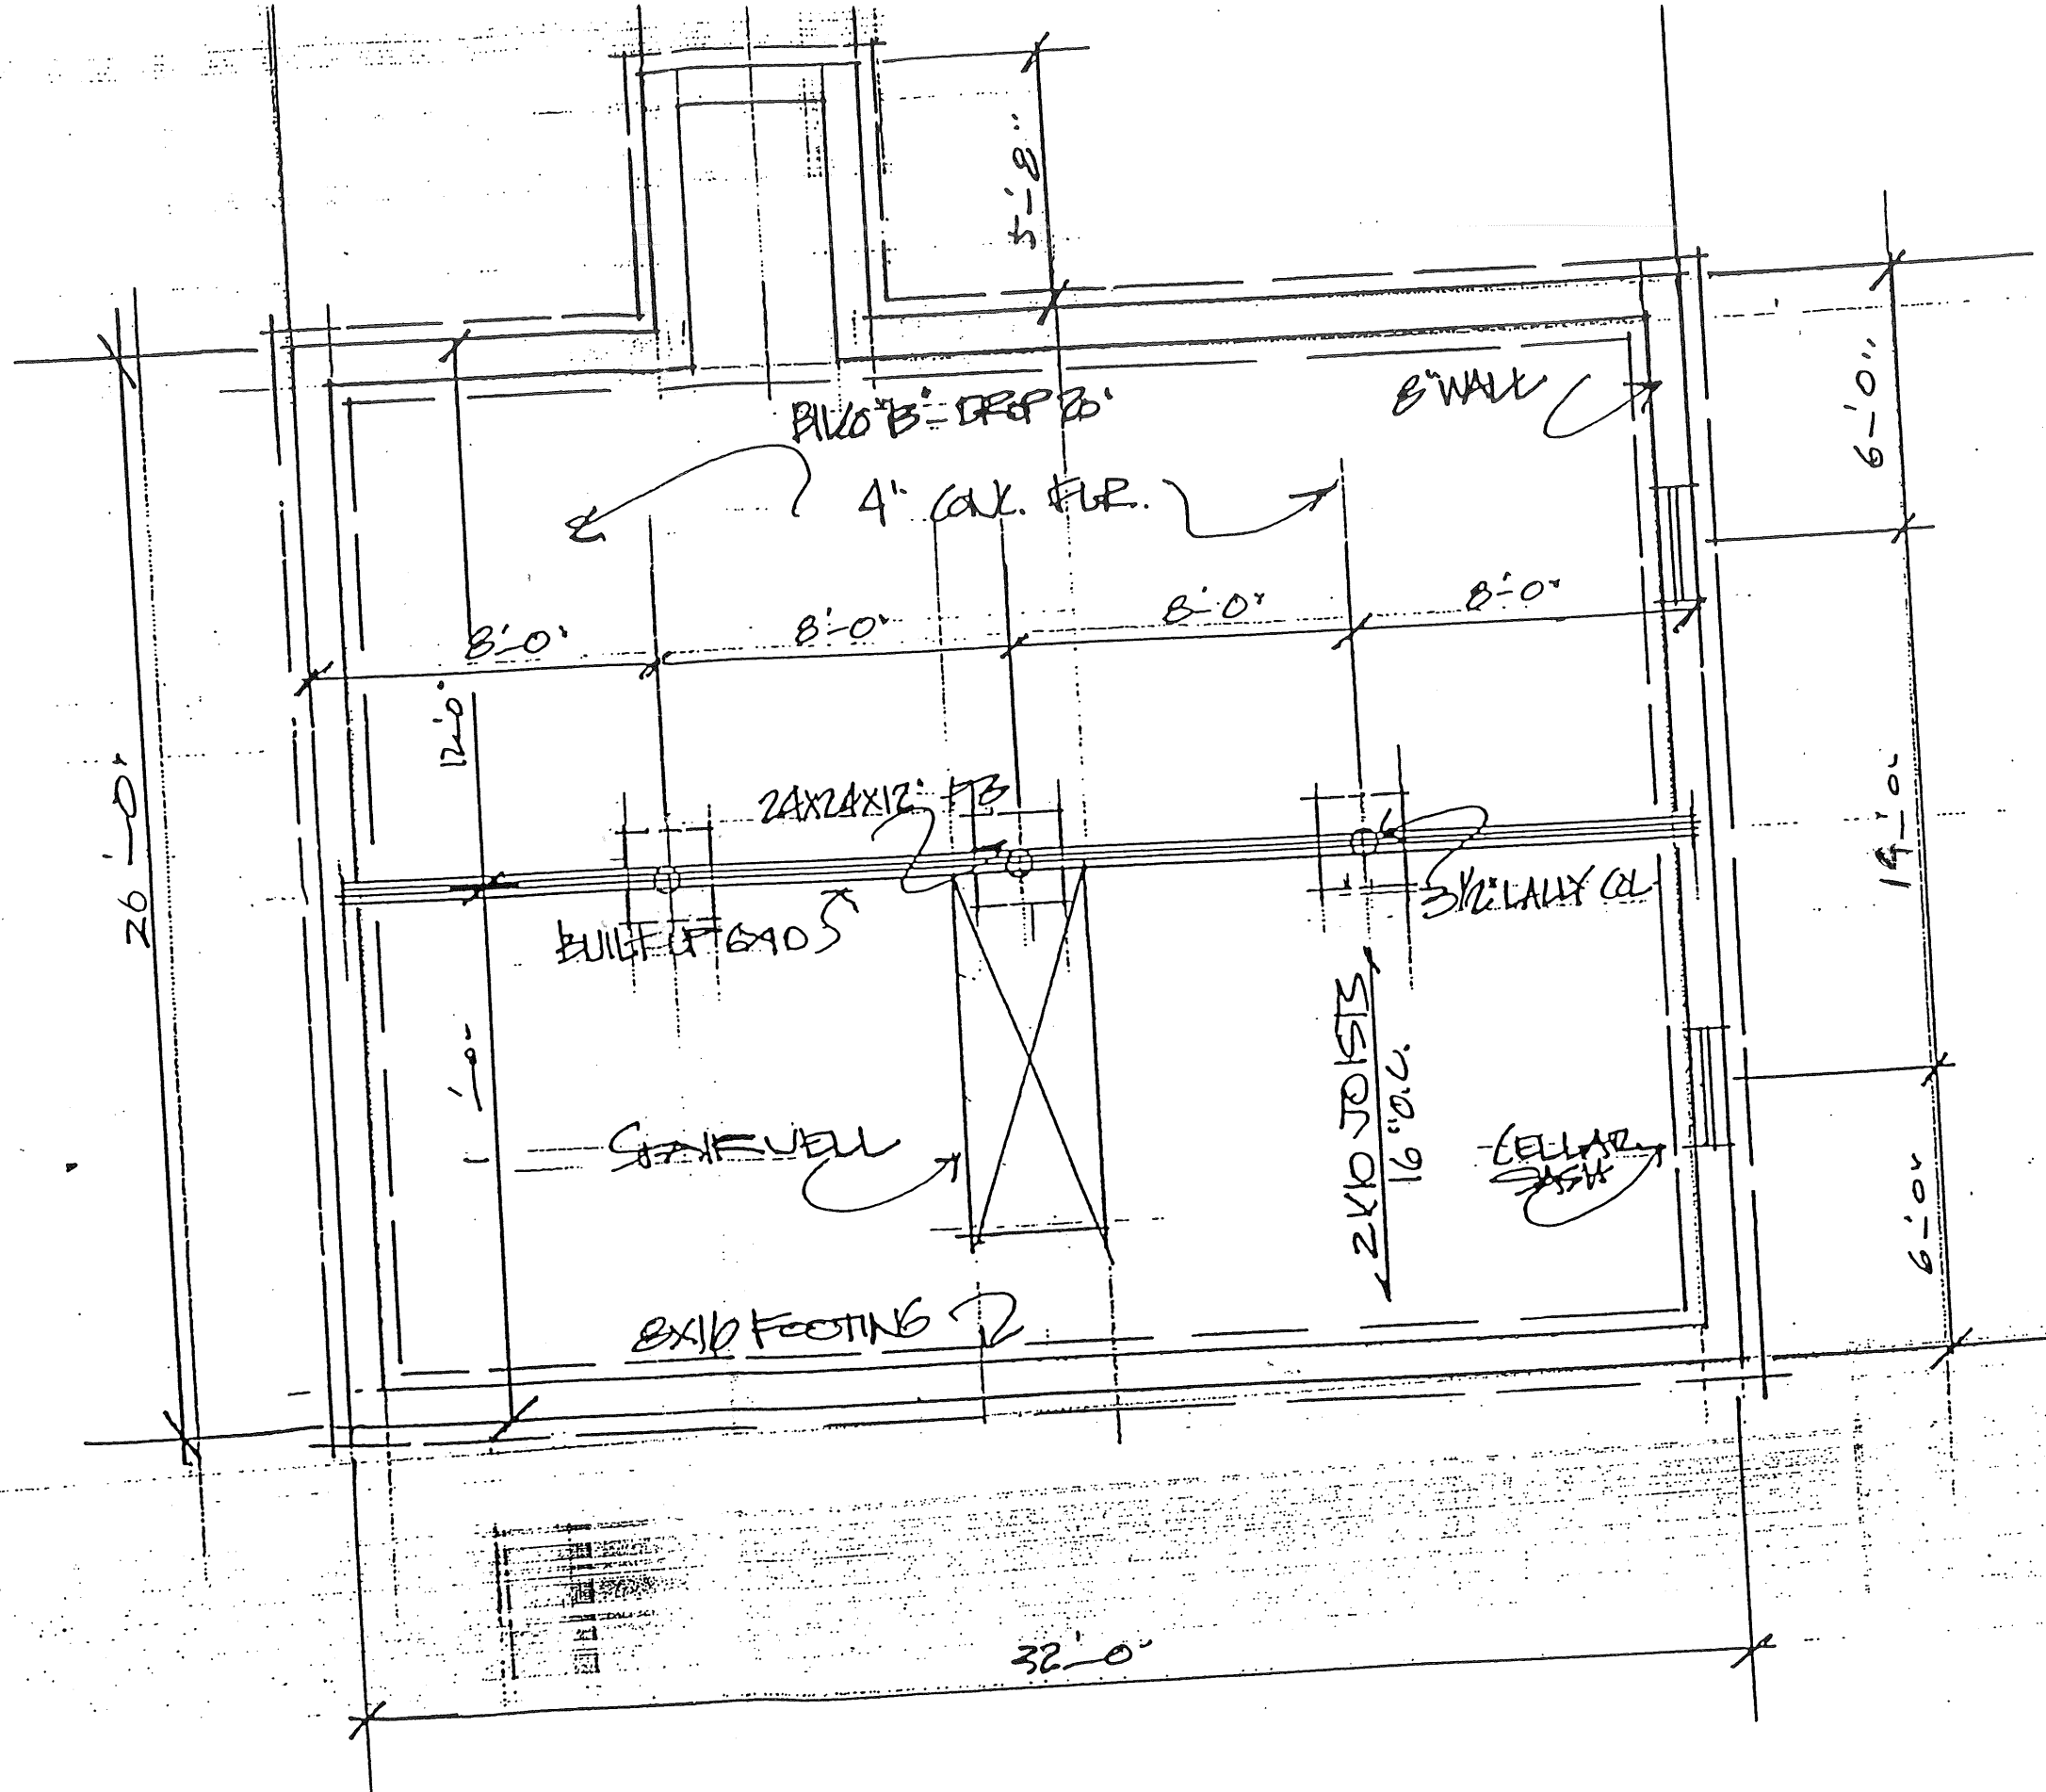 5'-8"
6'-0"
8" WALL
BILCO "B" - DROP 20"
4" CONC. FLR.
8'-0"
8'-0"
8'-0"
8'-0"
12'-0"
26'-0"
14'-0"
24X24X12"
3 1/2" LALLY COL
BUILT UP 6X10
2X10 JOISTS
16" O.C.
STAIRWELL
CELLAR
SASH
6'-0"
8X16 FOOTING
32'-0"